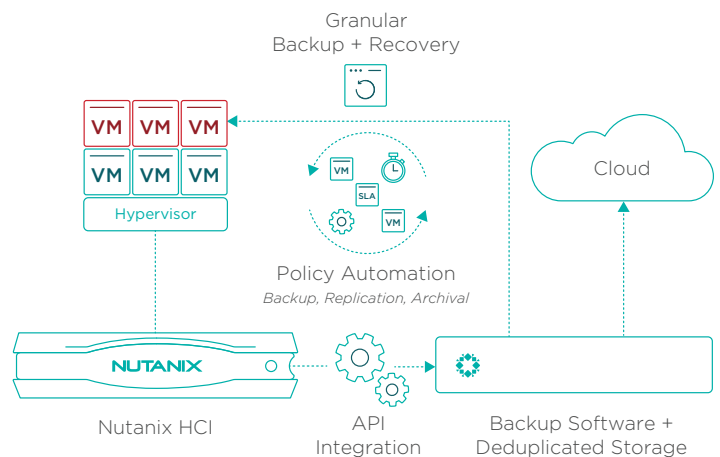 Granular
Backup + Recovery
VM VM VM
VM VM VM
Hypervisor
VM
SLA
VM
Cloud
Policy Automation
Backup, Replication, Archival
NUTANIX
Nutanix HCI
API
Integration
Backup Software +
Deduplicated Storage